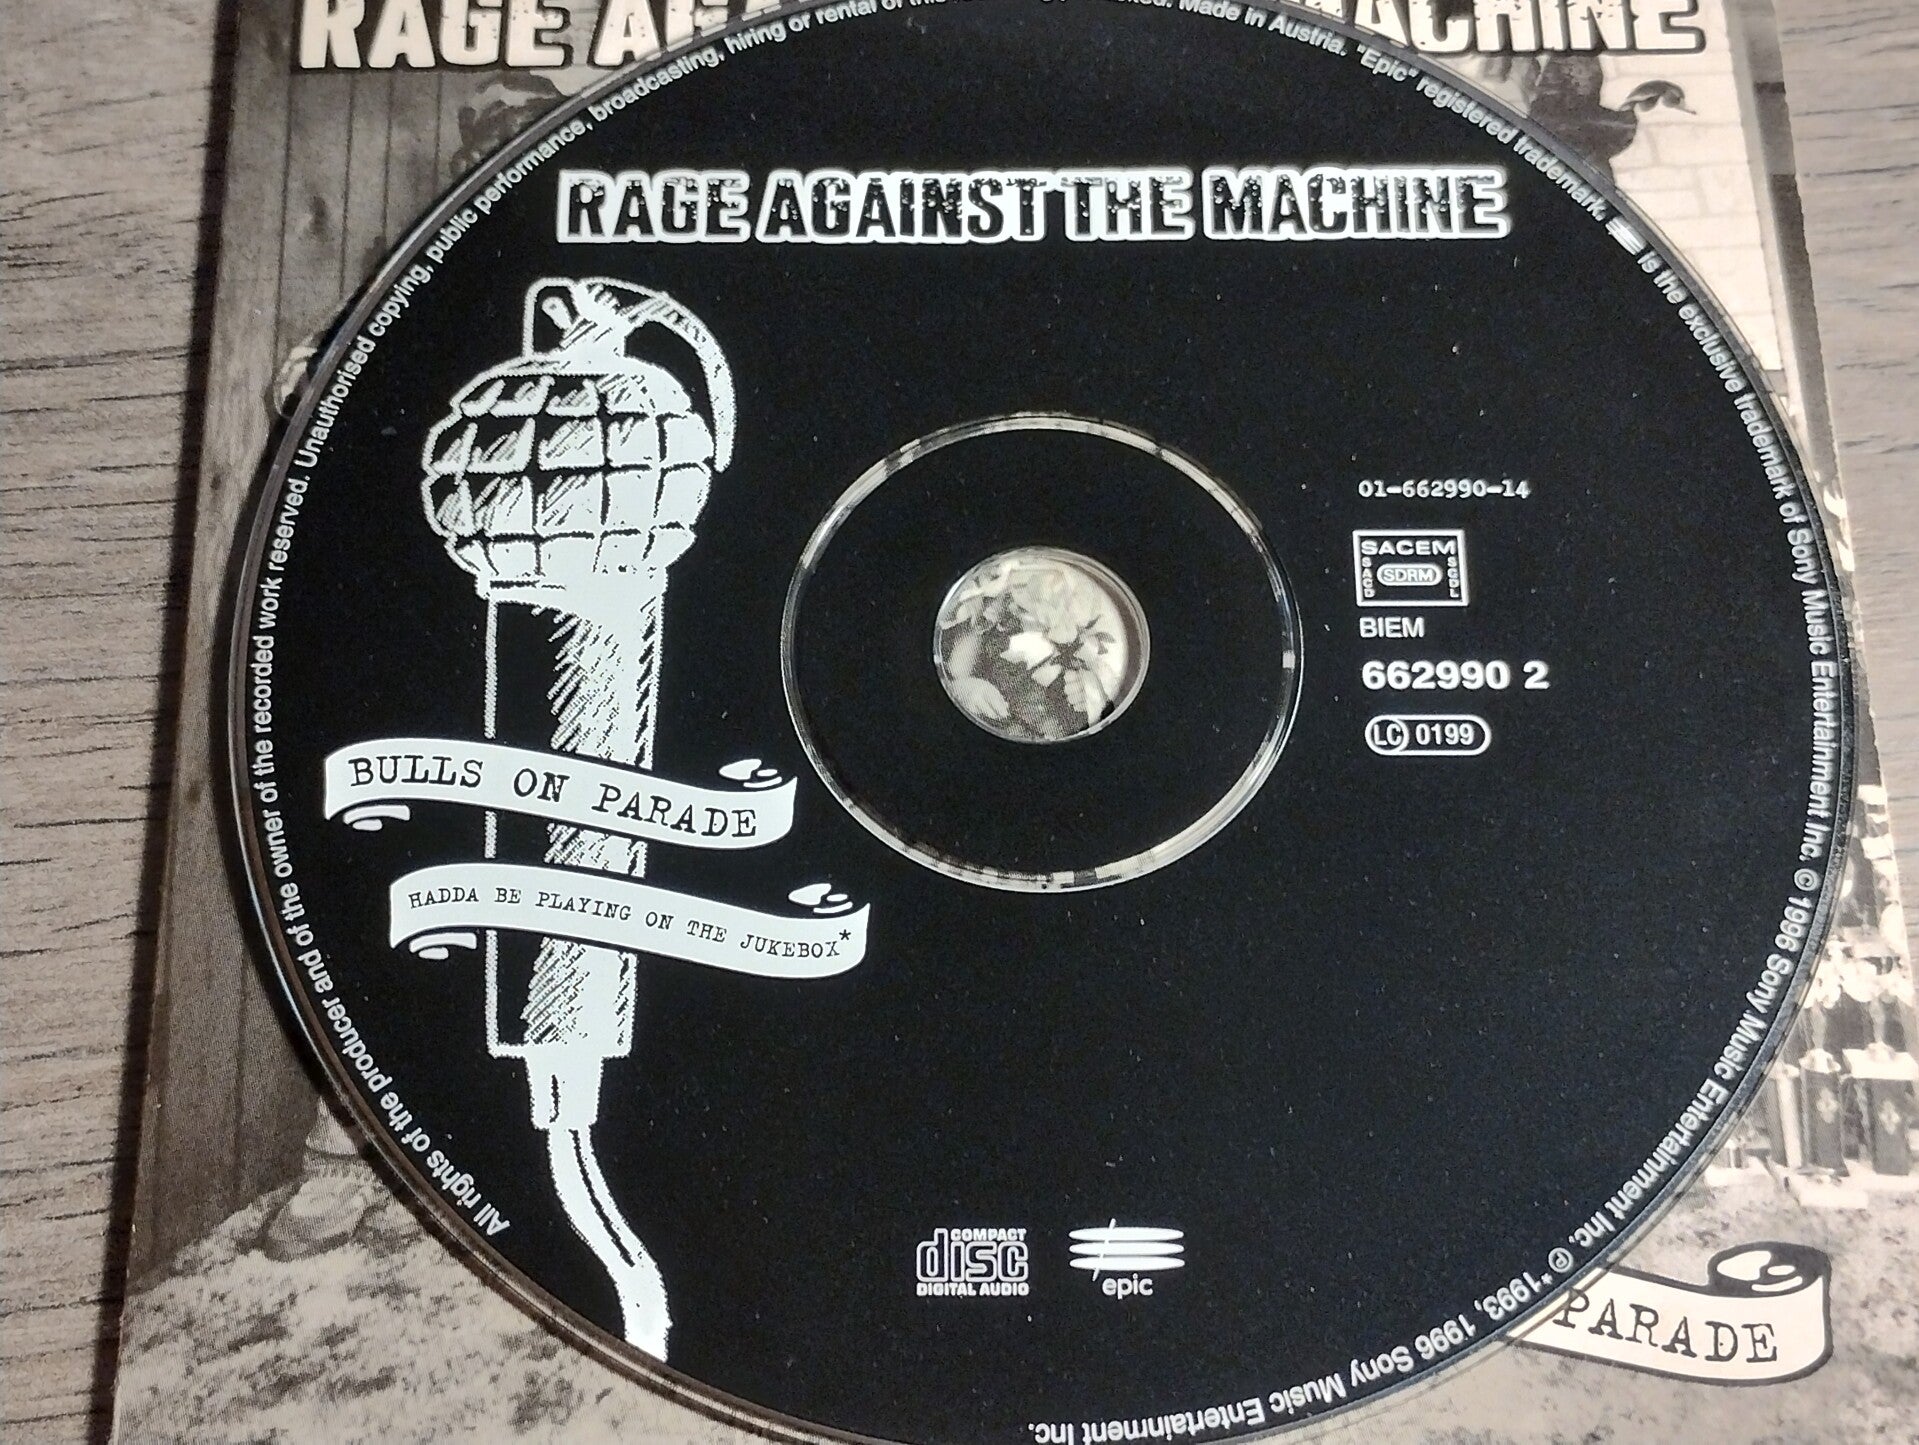 RAGE
MACHINE
All rights of the producer and of the owner of the recorded work reserved. Unauthorised copying, public performance, broadcasting, hiring or rental of this
Made in Austria. "Epic" registered trademark.
is the exclusive trademark of Sony Music Entertainment Inc. © 1996 Sony Music Entertainment Inc. ℗ *1993, 1996 Sony Music Entertainment Inc.
RAGE AGAINST THE MACHINE
01-662990-14
SACEM
SACD SDRM SGDL
BIEM
662990 2
LC 0199
BULLS ON PARADE
HADDA BE PLAYING ON THE JUKEBOX*
COMPACT
disc
DIGITAL AUDIO
epic
PARADE